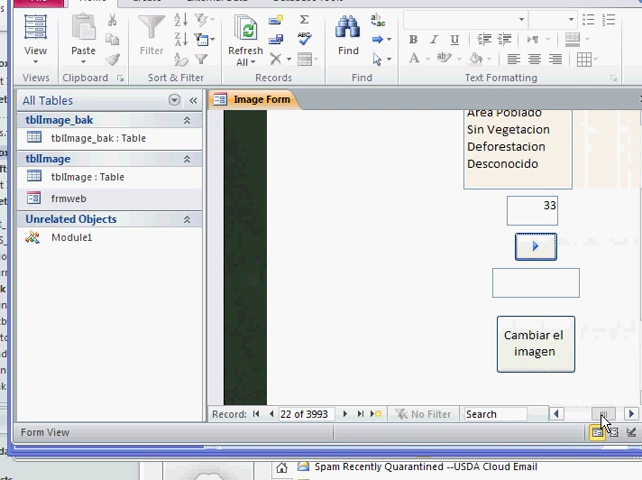 View
Paste
Filter
Refresh
All
Find
Views
Clipboard
Sort & Filter
Records
Find
Text Formatting
All Tables
Image Form
tblImage_bak
tblImage_bak : Table
tblImage
tblImage : Table
frmweb
Unrelated Objects
Module1
Area Poblado
Sin Vegetacion
Deforestacion
Desconocido
33
Cambiar el
imagen
Record:
22 of 3993
No Filter
Search
Form View
Spam Recently Quarantined --USDA Cloud Email